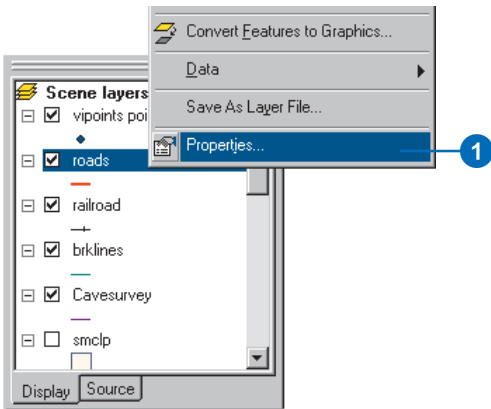 Convert Features to Graphics...
Data
Save As Layer File...
Properties...
1
Scene layers
vipoints poi
roads
railroad
brklines
Cavesurvey
smclp
Display
Source